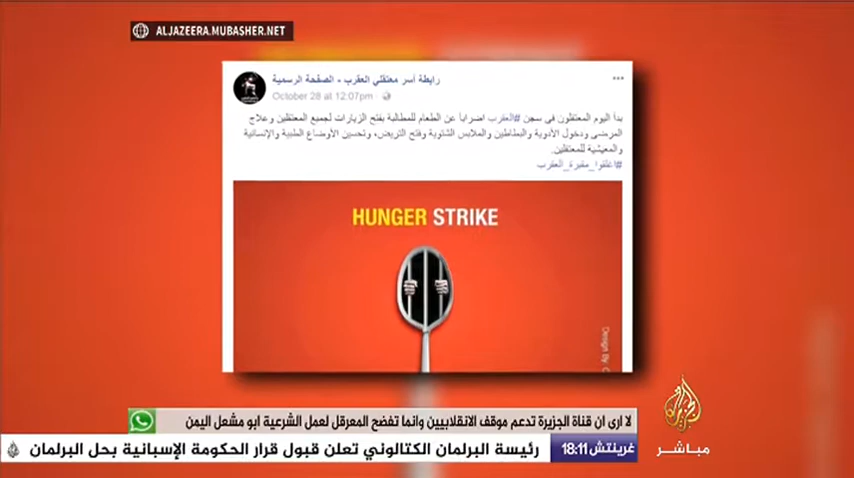 ALJAZEERA.MUBASHER.NET
رابطة أسر معتقلي العقرب - الصفحة الرسمية
October 28 at 12:07pm
بدأ اليوم المعتقلون في سجن #العقرب اضراباً عن الطعام للمطالبة بفتح الزيارات لجميع المعتقلين وعلاج
المرضى ودخول الأدوية والبطاطين والملابس الشتوية وفتح التريض، وتحسين الأوضاع الطبية والإنسانية
والمعيشية للمعتقلين.
#اغلقوا_مقبرة_العقرب
HUNGER STRIKE
Design By
لا ارى ان قناة الجزيرة تدعم موقف الانقلابيين وانما تفضح المعرقل لعمل الشرعية ابو مشعل اليمن
غرينتش 18:11
رئيسة البرلمان الكتالوني تعلن قبول قرار الحكومة الإسبانية بحل البرلمان
الجزيرة
مباشر